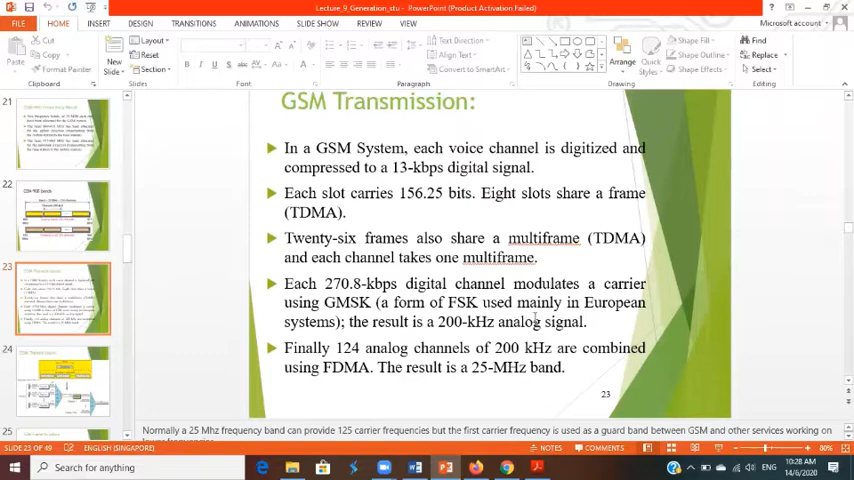 Lecture_9_Generation_stu - PowerPoint (Product Activation Failed)
FILE HOME INSERT DESIGN TRANSITIONS ANIMATIONS SLIDE SHOW REVIEW VIEW Microsoft account
Paste
Cut
Copy
Format Painter
Clipboard
New Slide
Layout
Reset
Section
Slides
Font
Paragraph
Text Direction
Align Text
Convert to SmartArt
Arrange
Quick Styles
Shape Fill
Shape Outline
Shape Effects
Drawing
Find
Replace
Select
Editing
21
22
23
24
25
GSM Transmission:
In a GSM System, each voice channel is digitized and
compressed to a 13-kbps digital signal.
Each slot carries 156.25 bits. Eight slots share a frame
(TDMA).
Twenty-six frames also share a multiframe (TDMA)
and each channel takes one multiframe.
Each 270.8-kbps digital channel modulates a carrier
using GMSK (a form of FSK used mainly in European
systems); the result is a 200-kHz analog signal.
Finally 124 analog channels of 200 kHz are combined
using FDMA. The result is a 25-MHz band.
23
Normally a 25 Mhz frequency band can provide 125 carrier frequencies but the first carrier frequency is used as a guard band between GSM and other services working on
lower frequencies.
SLIDE 23 OF 49 ENGLISH (SINGAPORE) NOTES COMMENTS 80%
Search for anything
ENG
10:28 AM
14/6/2020